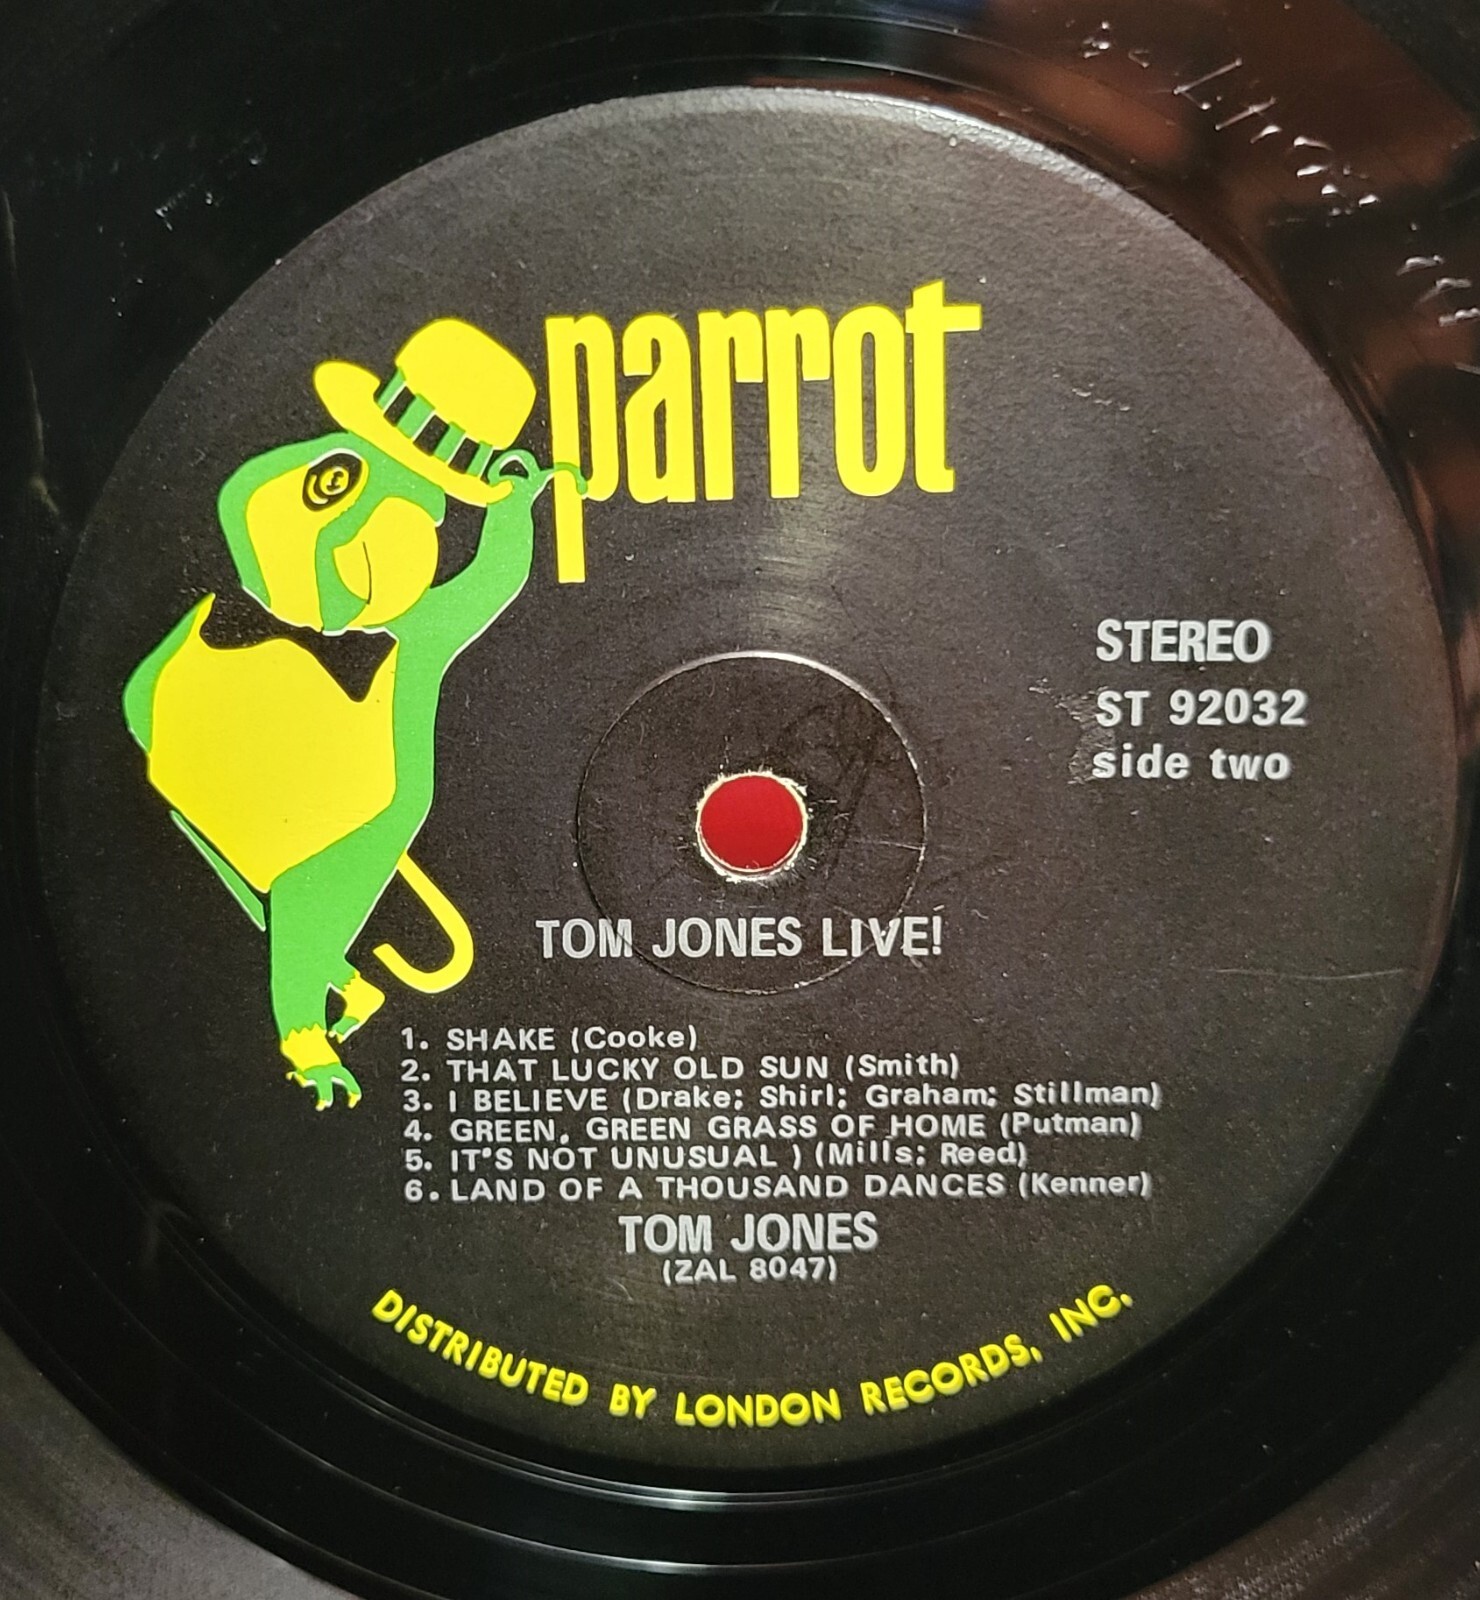 parrot
STEREO
ST 92032
side two
TOM JONES LIVE!
1. SHAKE (Cooke)
2. THAT LUCKY OLD SUN (Smith)
3. I BELIEVE (Drake; Shirl; Graham; Stillman)
4. GREEN, GREEN GRASS OF HOME (Putman)
5. IT'S NOT UNUSUAL ) (Mills; Reed)
6. LAND OF A THOUSAND DANCES (Kenner)
TOM JONES
(ZAL 8047)
DISTRIBUTED BY LONDON RECORDS, INC.